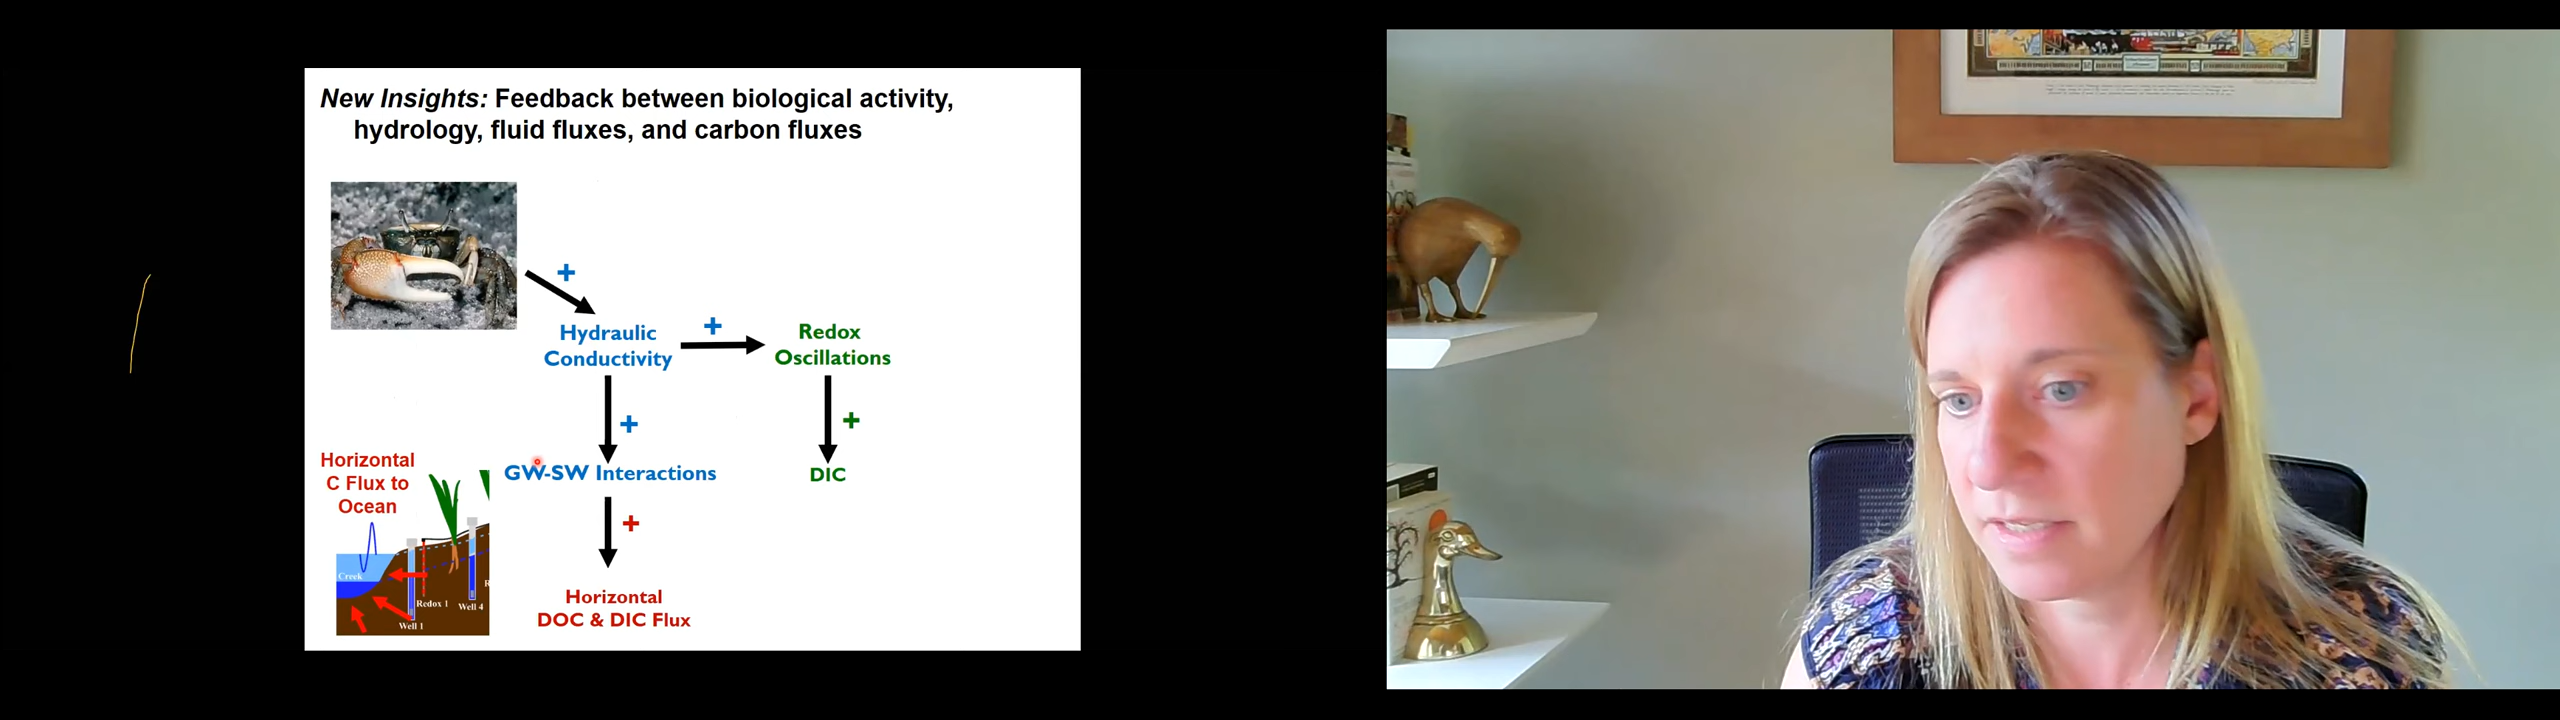 New Insights: Feedback between biological activity,
hydrology, fluid fluxes, and carbon fluxes
+
Hydraulic
Conductivity
+
Redox
Oscillations
+
+
Horizontal
C Flux to
Ocean
GW-SW Interactions
DIC
+
Creek
Redox 1
Well 4
R
Well 1
Horizontal
DOC & DIC Flux